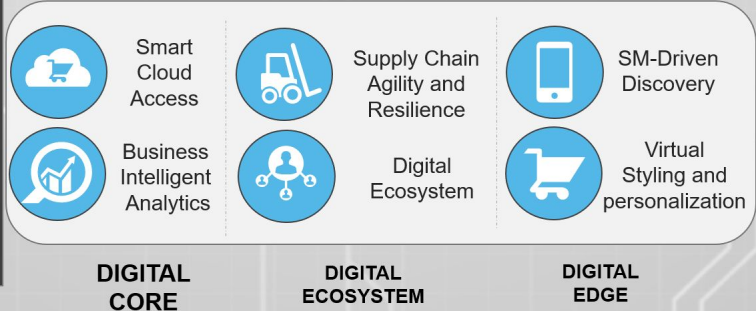 Smart
Cloud
Access
Business
Intelligent
Analytics
Supply Chain
Agility and
Resilience
Digital
Ecosystem
SM-Driven
Discovery
Virtual
Styling and
personalization
DIGITAL
CORE
DIGITAL
ECOSYSTEM
DIGITAL
EDGE